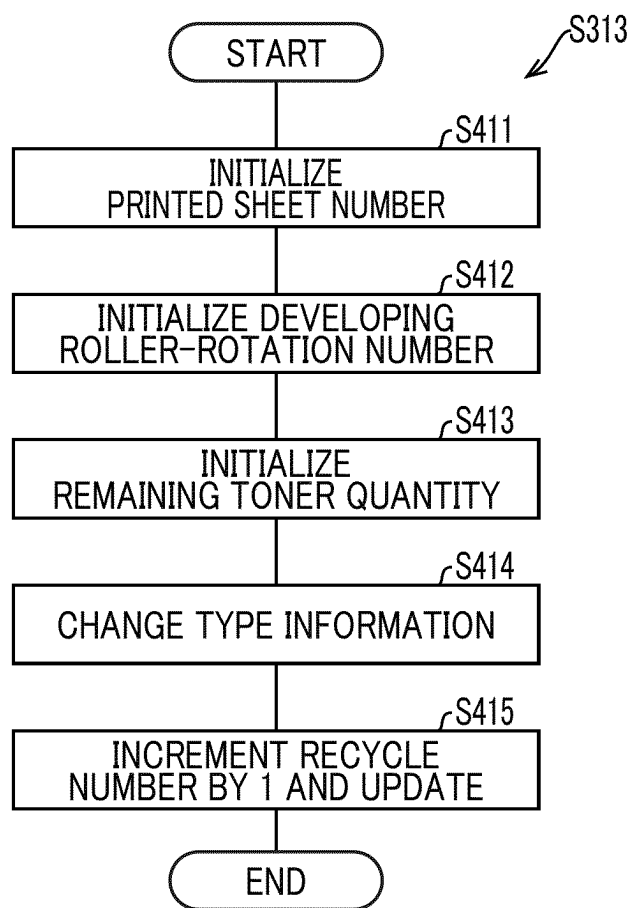 S313
START
S411
INITIALIZE
PRINTED SHEET NUMBER
S412
INITIALIZE DEVELOPING
ROLLER-ROTATION NUMBER
S413
INITIALIZE
REMAINING TONER QUANTITY
S414
CHANGE TYPE INFORMATION
S415
INCREMENT RECYCLE
NUMBER BY 1 AND UPDATE
END